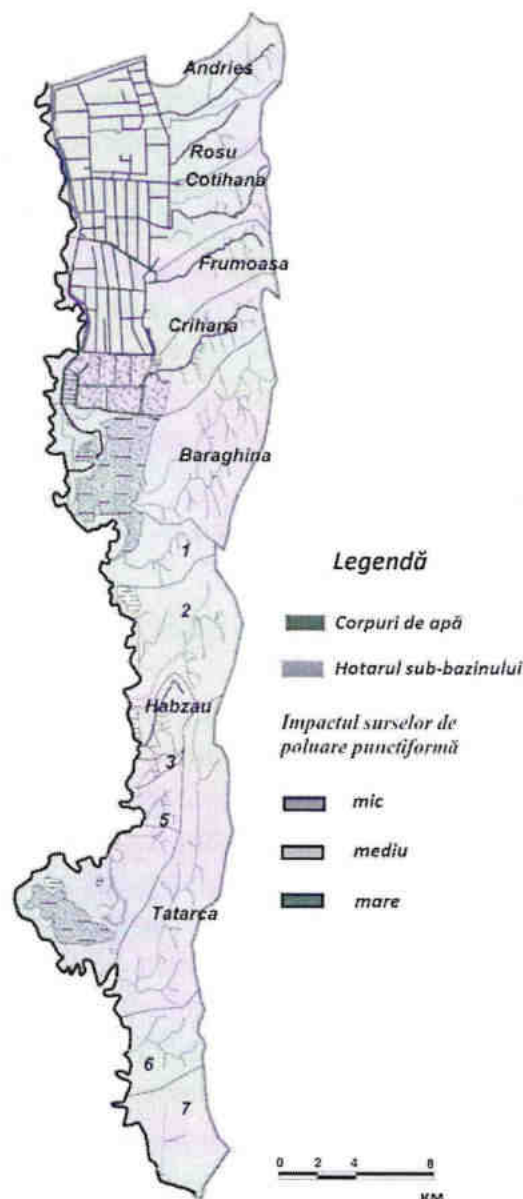 Andries
Rosu
Cotihana
Frumoasa
Crihana
Baraghina
1
2
Habzau
3
5
Tatarca
6
7
Legendă
Corpuri de apă
Hotarul sub-bazinului
Impactul surselor de
poluare punctiformă
mic
mediu
mare
0 2 4 8
KM